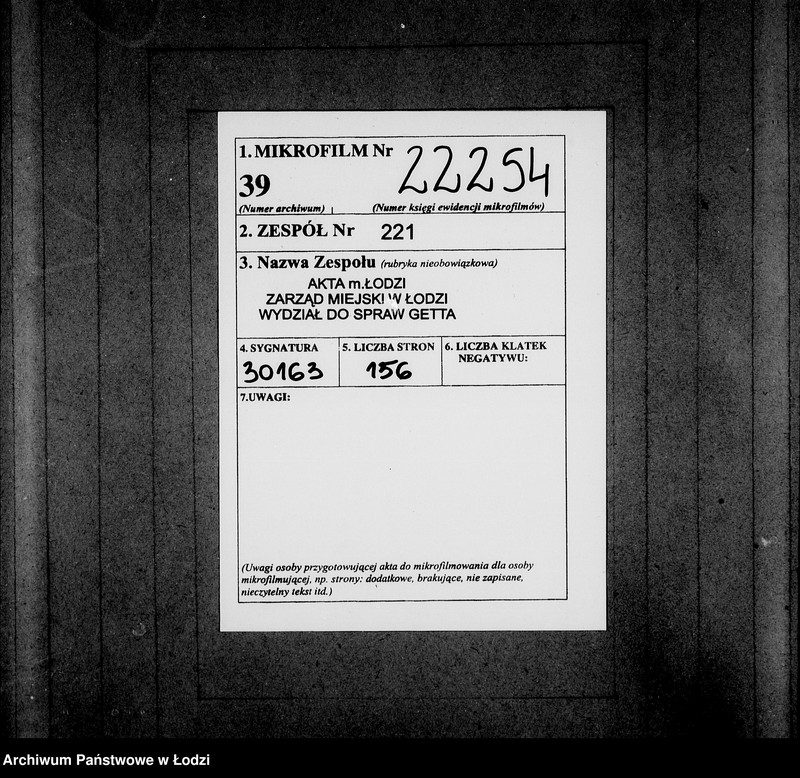 1. MIKROFILM Nr 22254
39
(Numer archiwum) (Numer księgi ewidencji mikrofilmów)
2. ZESPÓŁ Nr 221
3. Nazwa Zespołu (rubryka nieobowiązkowa)
AKTA m.ŁODZI
ZARZĄD MIEJSKI W ŁODZI
WYDZIAŁ DO SPRAW GETTA
4. SYGNATURA 5. LICZBA STRON 6. LICZBA KLATEK
NEGATYWU:
30163 156
7.UWAGI:
(Uwagi osoby przygotowującej akta do mikrofilmowania dla osoby
mikrofilmującej, np. strony: dodatkowe, brakujące, nie zapisane,
nieczytelny tekst itd.)
Archiwum Państwowe w Łodzi